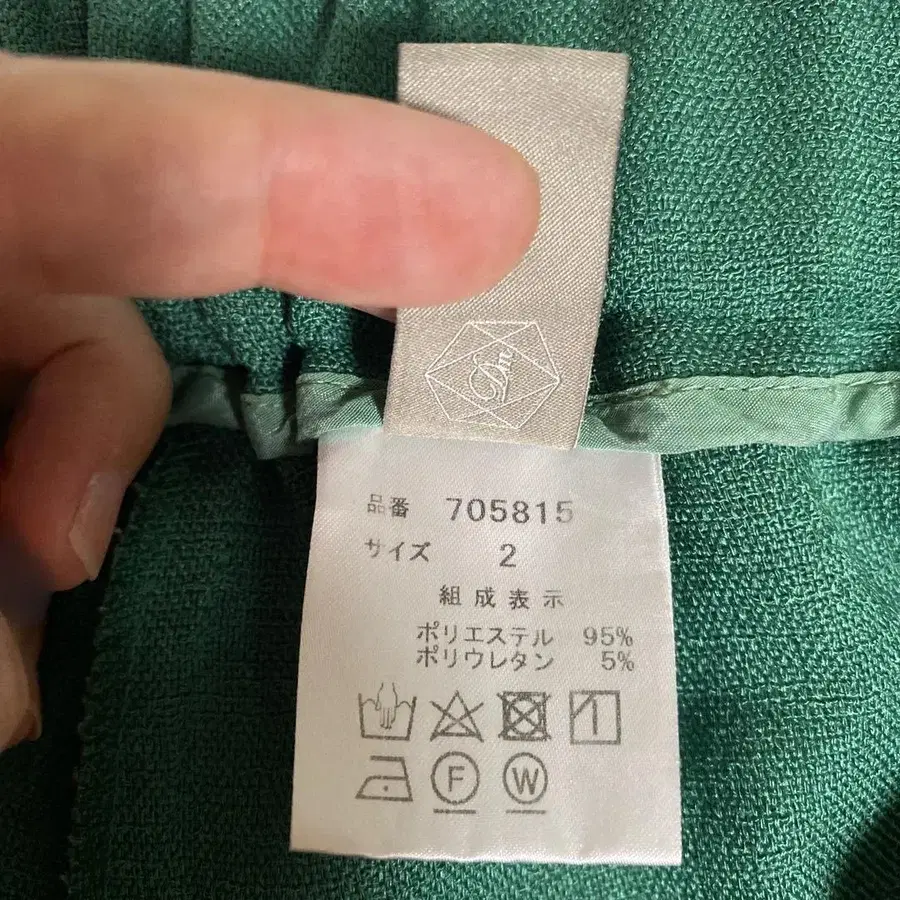 Dm
品番 705815
サイズ 2
組成表示
ポリエステル 95%
ポリウレタン 5%
F W